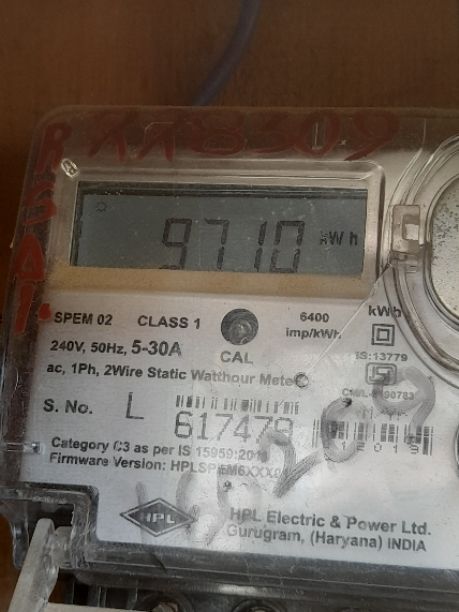 9710 kWh
SPEM 02 CLASS 1 6400 imp/kWh kWh
240V, 50Hz, 5-30A CAL IS:13779
ac, 1Ph, 2Wire Static Watthour Meter
S. No. L 617479
Category C3 as per IS 15959:2011
Firmware Version:
HPL HPL Electric & Power Ltd.
Gurugram, (Haryana) INDIA